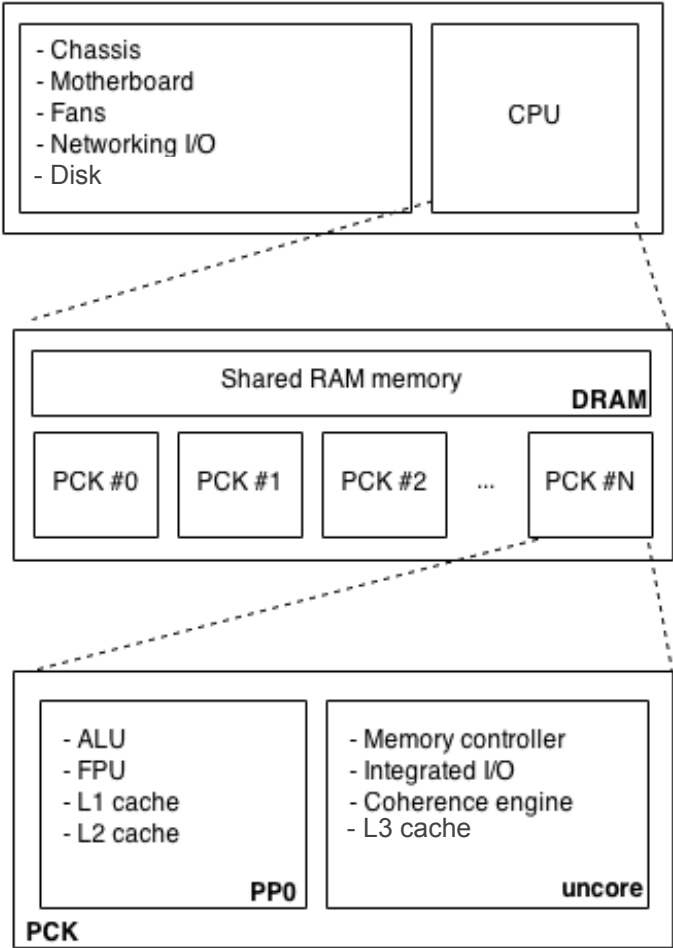 - Chassis
- Motherboard
- Fans
- Networking I/O
- Disk
CPU
Shared RAM memory
DRAM
PCK #0
PCK #1
PCK #2
...
PCK #N
- ALU
- FPU
- L1 cache
- L2 cache
PP0
- Memory controller
- Integrated I/O
- Coherence engine
- L3 cache
uncore
PCK